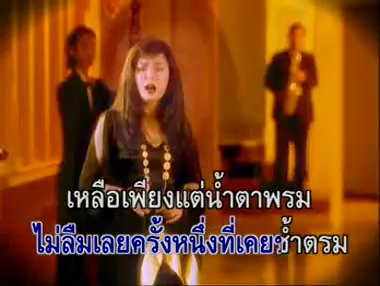 เหลือเพียงแต่น้ำตาพรม
ไม่ลืมเลยครั้งหนึ่งที่เคยช้ำตรม